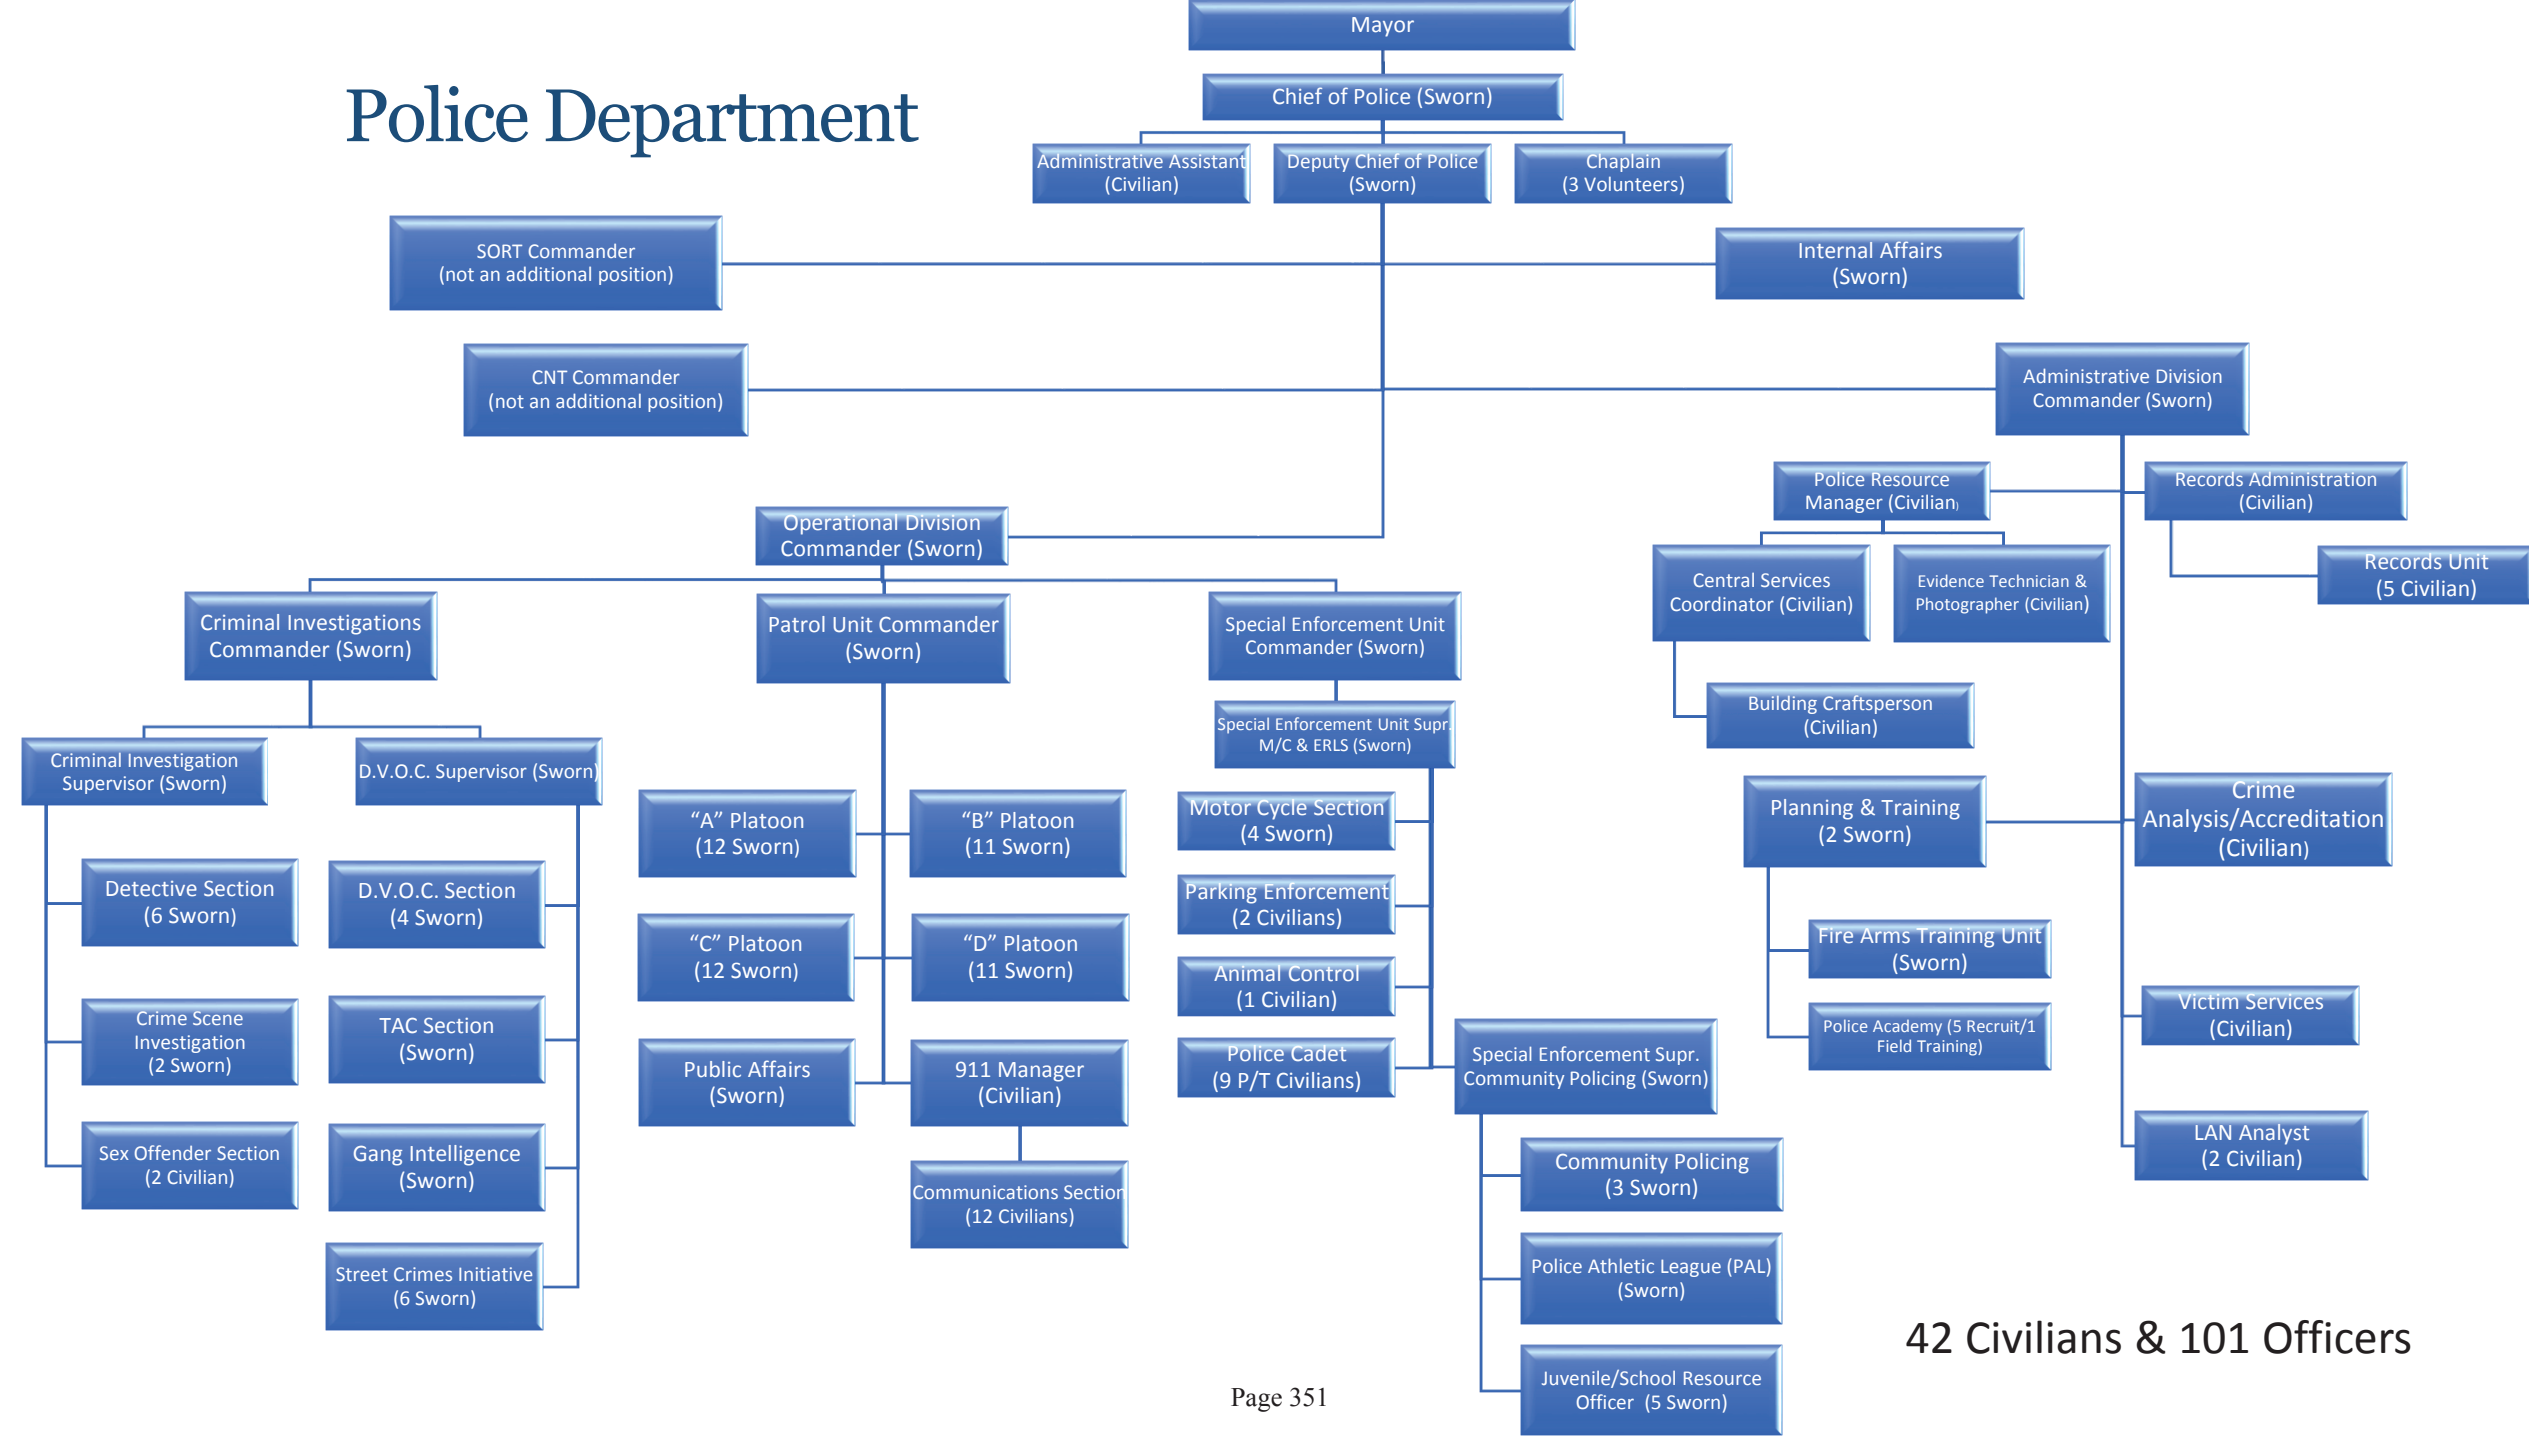 Mayor
Police Department
Chief of Police (Sworn)
Administrative Assistant
(Civilian)
Deputy Chief of Police
(Sworn)
Chaplain
(3 Volunteers)
SORT Commander
(not an additional position)
Internal Affairs
(Sworn)
CNT Commander
(not an additional position)
Administrative Division
Commander (Sworn)
Operational Division
Commander (Sworn)
Police Resource
Manager (Civilian)
Records Administration
(Civilian)
Central Services
Coordinator (Civilian)
Evidence Technician &
Photographer (Civilian)
Records Unit
(5 Civilian)
Building Craftsperson
(Civilian)
Criminal Investigations
Commander (Sworn)
Patrol Unit Commander
(Sworn)
Special Enforcement Unit
Commander (Sworn)
Criminal Investigation
Supervisor (Sworn)
D.V.O.C. Supervisor (Sworn)
Detective Section
(6 Sworn)
Crime Scene
Investigation
(2 Sworn)
Sex Offender Section
(2 Civilian)
D.V.O.C. Section
(4 Sworn)
TAC Section
(Sworn)
Gang Intelligence
(Sworn)
Street Crimes Initiative
(6 Sworn)
“A” Platoon
(12 Sworn)
“B” Platoon
(11 Sworn)
“C” Platoon
(12 Sworn)
“D” Platoon
(11 Sworn)
Public Affairs
(Sworn)
911 Manager
(Civilian)
Communications Section
(12 Civilians)
Special Enforcement Unit Supr.
M/C & ERLS (Sworn)
Motor Cycle Section
(4 Sworn)
Parking Enforcement
(2 Civilians)
Animal Control
(1 Civilian)
Police Cadet
(9 P/T Civilians)
Special Enforcement Supr.
Community Policing (Sworn)
Community Policing
(3 Sworn)
Police Athletic League (PAL)
(Sworn)
Juvenile/School Resource
Officer (5 Sworn)
Planning & Training
(2 Sworn)
Fire Arms Training Unit
(Sworn)
Police Academy (5 Recruit/1
Field Training)
Crime
Analysis/Accreditation
(Civilian)
Victim Services
(Civilian)
LAN Analyst
(2 Civilian)
42 Civilians & 101 Officers
Page 351